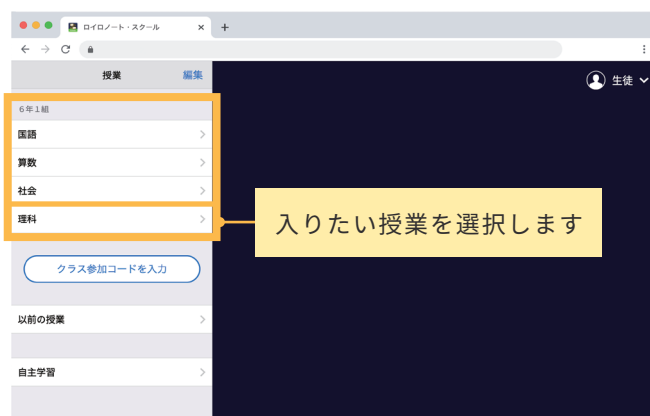 ロイロノート・スクール
授業 編集
生徒
6年1組
国語
算数
社会
理科
入りたい授業を選択します
クラス参加コードを入力
以前の授業
自主学習